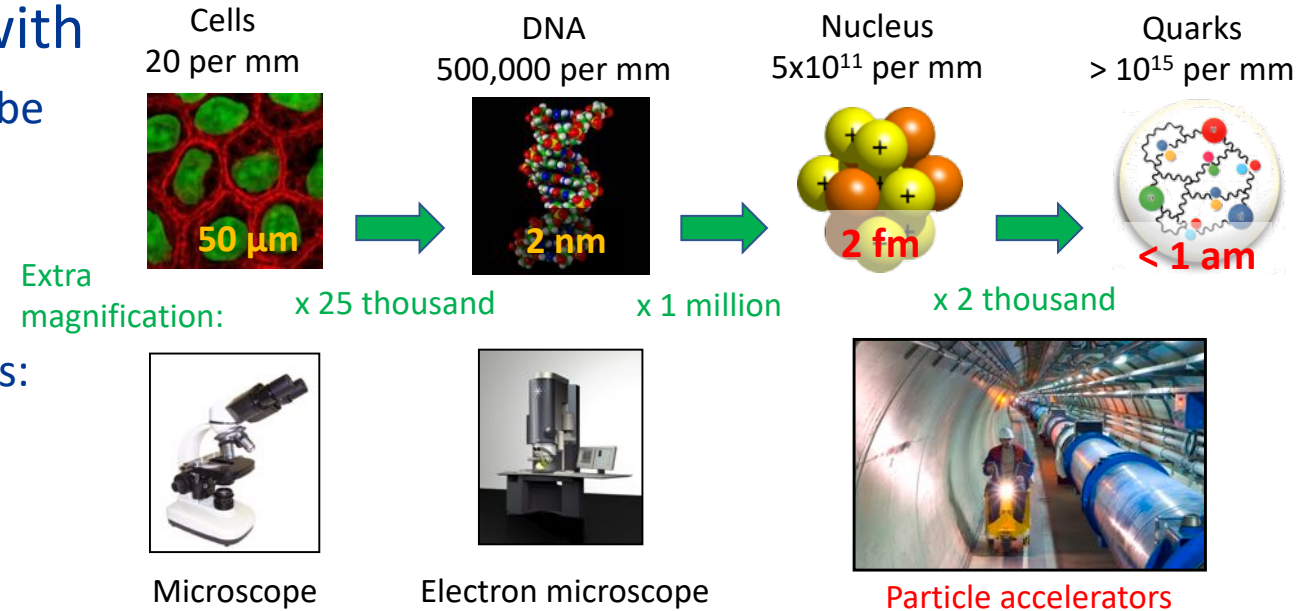 with
be
Cells
20 per mm
DNA
500,000 per mm
Nucleus
5x10¹¹ per mm
Quarks
> 10¹⁵ per mm
50 µm
2 nm
2 fm
< 1 am
Extra
magnification:
x 25 thousand
x 1 million
x 2 thousand
s:
Microscope
Electron microscope
Particle accelerators